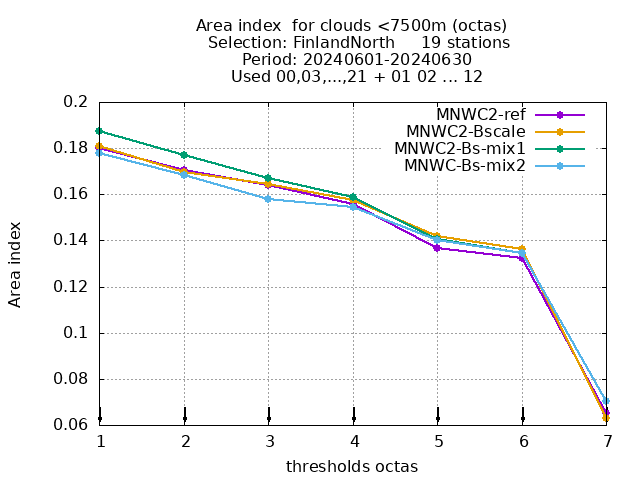 Area index  for clouds <7500m (octas)
Selection: FinlandNorth     19 stations
Period: 20240601-20240630
Used 00,03,...,21 + 01 02 ... 12
MNWC2-ref
MNWC2-Bscale
MNWC2-Bs-mix1
MNWC-Bs-mix2
0.2
0.18
0.16
0.14
0.12
0.1
0.08
0.06
Area index
1 2 3 4 5 6 7
thresholds octas